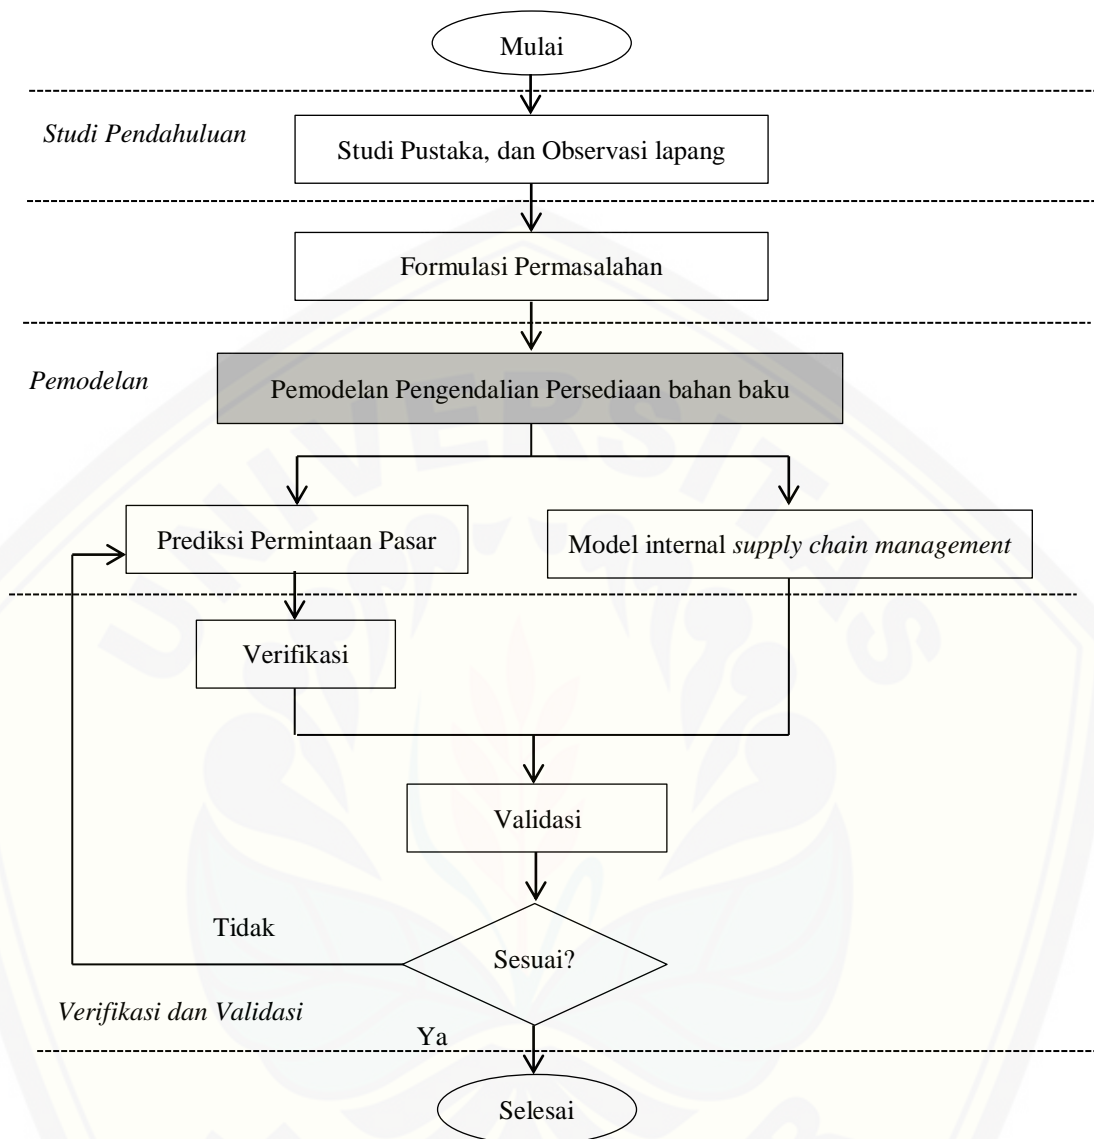 Mulai
Studi Pendahuluan
Studi Pustaka, dan Observasi lapang
Formulasi Permasalahan
Pemodelan
Pemodelan Pengendalian Persediaan bahan baku
Prediksi Permintaan Pasar
Model internal supply chain management
Verifikasi
Validasi
Tidak
Sesuai?
Verifikasi dan Validasi
Ya
Selesai
UNIVERSITAS